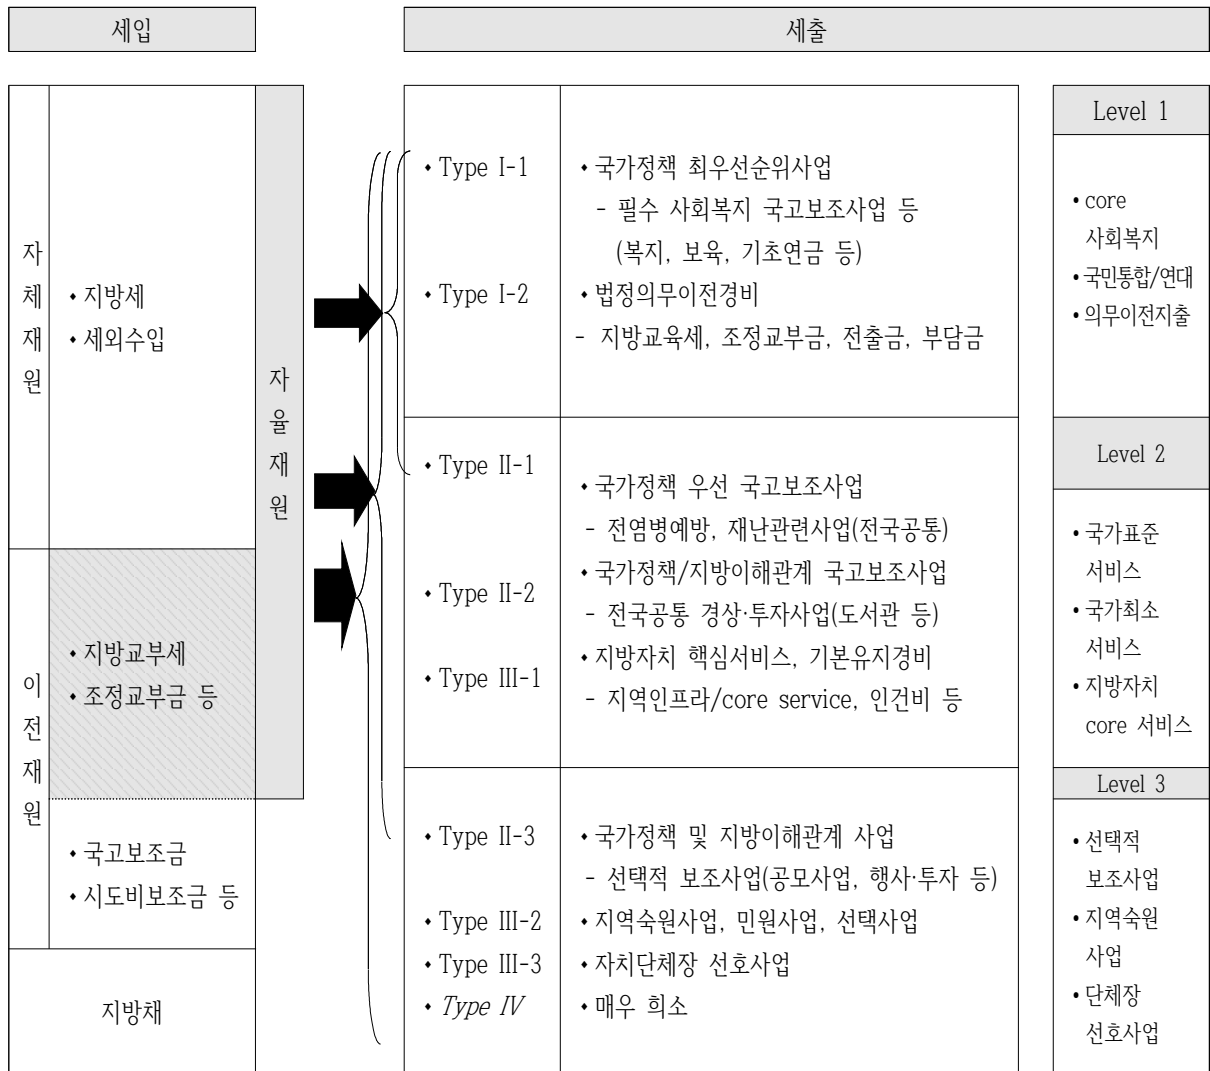 세입
세출
자
체
재
원
◆ 지방세
◆ 세외수입
이
전
재
원
◆ 지방교부세
◆ 조정교부금 등
◆ 국고보조금
◆ 시도비보조금 등
지방채
자
율
재
원
◆ Type I-1
◆ 국가정책 최우선순위사업
- 필수 사회복지 국고보조사업 등
(복지, 보육, 기초연금 등)
◆ Type I-2
◆ 법정의무이전경비
- 지방교육세, 조정교부금, 전출금, 부담금
◆ Type II-1
◆ 국가정책 우선 국고보조사업
- 전염병예방, 재난관련사업(전국공통)
◆ Type II-2
◆ 국가정책/지방이해관계 국고보조사업
- 전국공통 경상·투자사업(도서관 등)
◆ Type III-1
◆ 지방자치 핵심서비스, 기본유지경비
- 지역인프라/core service, 인건비 등
◆ Type II-3
◆ 국가정책 및 지방이해관계 사업
- 선택적 보조사업(공모사업, 행사·투자 등)
◆ Type III-2
◆ 지역숙원사업, 민원사업, 선택사업
◆ Type III-3
◆ 자치단체장 선호사업
◆ Type IV
◆ 매우 희소
Level 1
• core
사회복지
• 국민통합/연대
• 의무이전지출
Level 2
• 국가표준
서비스
• 국가최소
서비스
• 지방자치
core 서비스
Level 3
• 선택적
보조사업
• 지역숙원
사업
• 단체장
선호사업